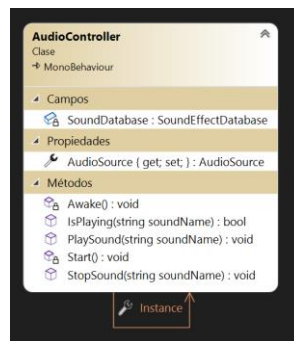 AudioController
Clase
MonoBehaviour
Campos
SoundDatabase : SoundEffectDatabase
Propiedades
AudioSource { get; set; } : AudioSource
Métodos
Awake() : void
IsPlaying(string soundName) : bool
PlaySound(string soundName) : void
Start() : void
StopSound(string soundName) : void
Instance